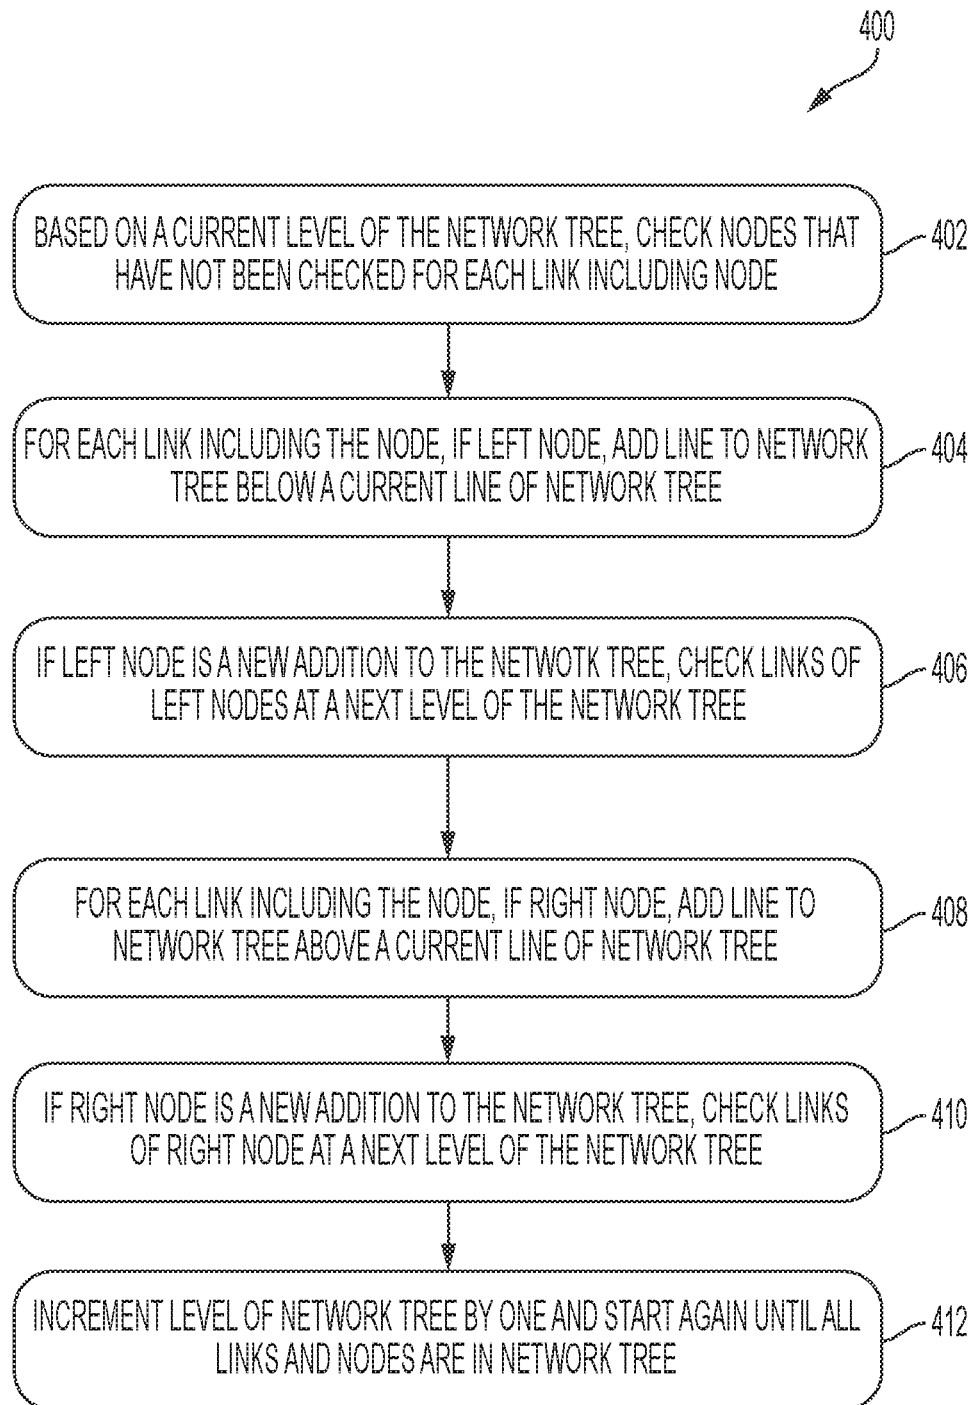 400
BASED ON A CURRENT LEVEL OF THE NETWORK TREE, CHECK NODES THAT
HAVE NOT BEEN CHECKED FOR EACH LINK INCLUDING NODE
402
FOR EACH LINK INCLUDING THE NODE, IF LEFT NODE, ADD LINE TO NETWORK
TREE BELOW A CURRENT LINE OF NETWORK TREE
404
IF LEFT NODE IS A NEW ADDITION TO THE NETWOTK TREE, CHECK LINKS OF
LEFT NODES AT A NEXT LEVEL OF THE NETWORK TREE
406
FOR EACH LINK INCLUDING THE NODE, IF RIGHT NODE, ADD LINE TO
NETWORK TREE ABOVE A CURRENT LINE OF NETWORK TREE
408
IF RIGHT NODE IS A NEW ADDITION TO THE NETWORK TREE, CHECK LINKS
OF RIGHT NODE AT A NEXT LEVEL OF THE NETWORK TREE
410
INCREMENT LEVEL OF NETWORK TREE BY ONE AND START AGAIN UNTIL ALL
LINKS AND NODES ARE IN NETWORK TREE
412